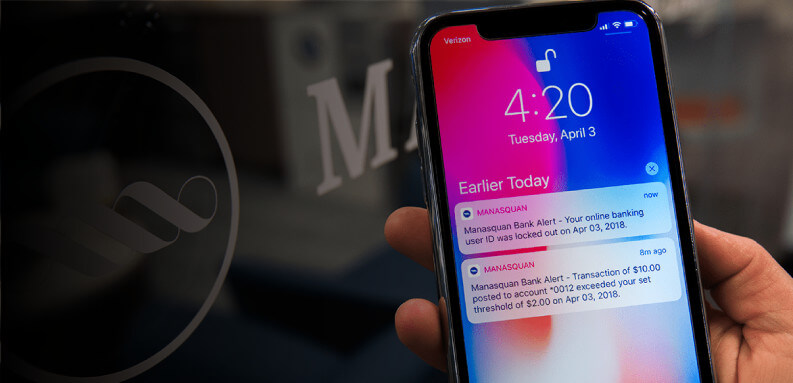 MA
Verizon
4:20
Tuesday, April 3
Earlier Today
MANASQUAN
now
Manasquan Bank Alert - Your online banking
user ID was locked out on Apr 03, 2018.
MANASQUAN
8m ago
Manasquan Bank Alert - Transaction of $10.00
posted to account *0012 exceeded your set
threshold of $2.00 on Apr 03, 2018.